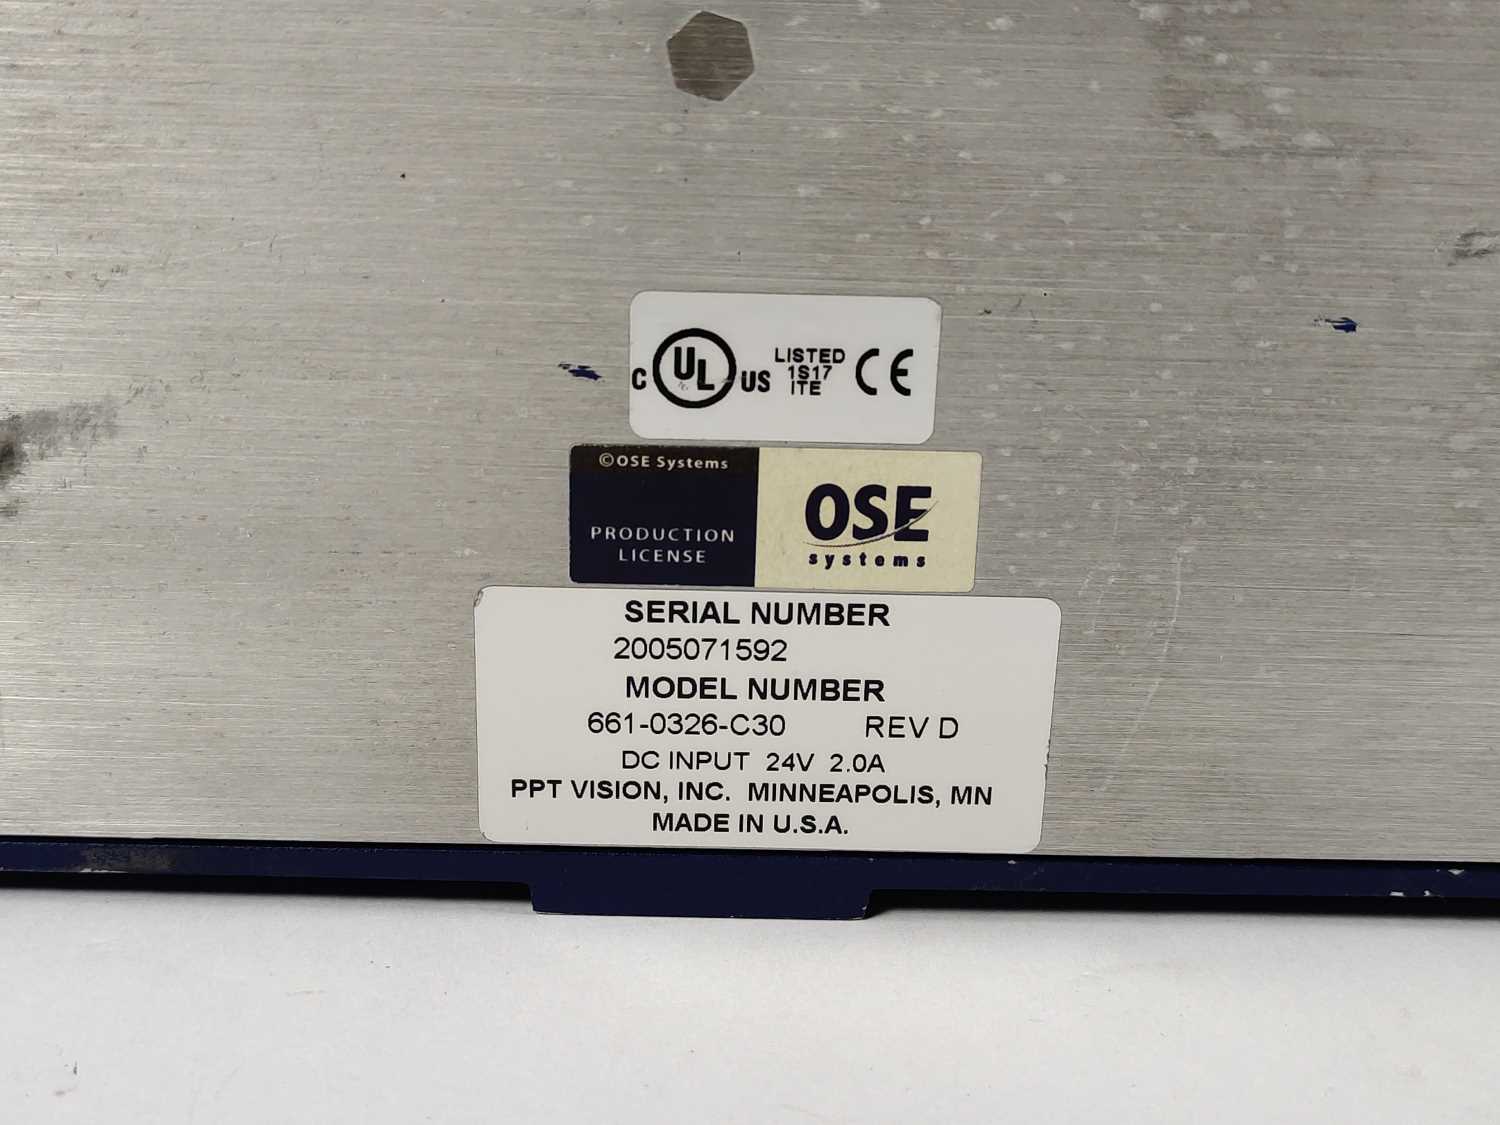 C UL US LISTED CE
1S17
ITE
©OSE Systems
PRODUCTION
LICENSE
OSE
systems
SERIAL NUMBER
2005071592
MODEL NUMBER
661-0326-C30 REV D
DC INPUT 24V 2.0A
PPT VISION, INC. MINNEAPOLIS, MN
MADE IN U.S.A.